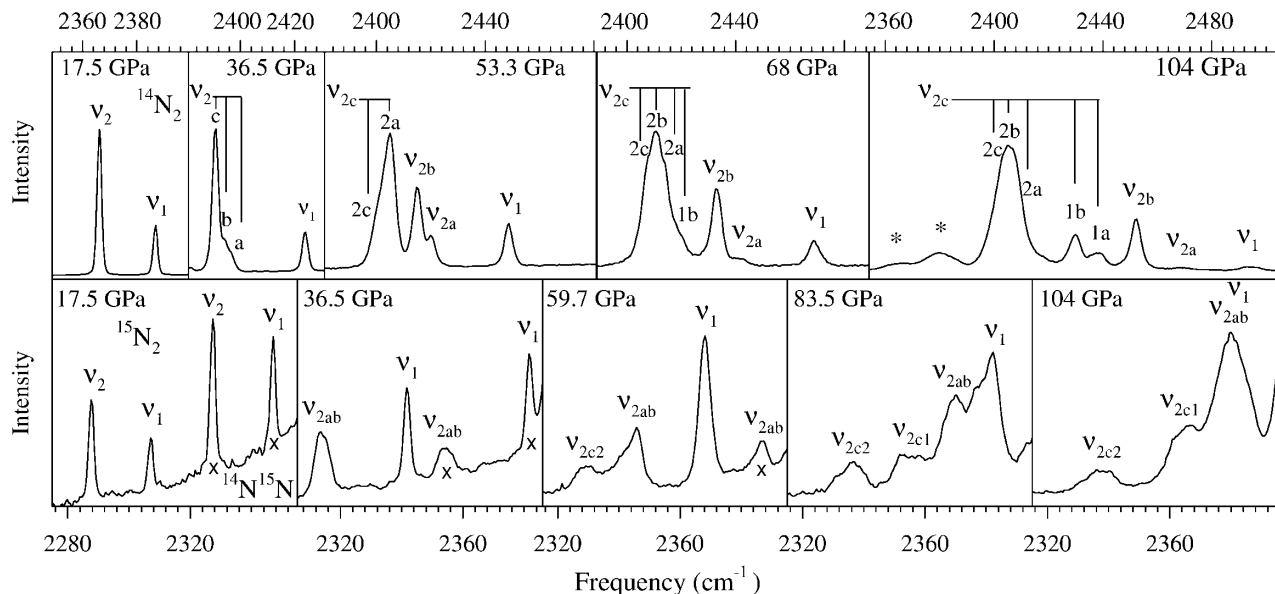 2360 2380 2400 2420 2400 2440 2400 2440 2360 2400 2440 2480
17.5 GPa 36.5 GPa 53.3 GPa 68 GPa 104 GPa
¹⁴N₂ ν₂ ν₂c ν₂c ν₂c
ν₂ c 2a 2b 2b
2c 2a 2c
ν₂b ν₂b 2a ν₂b
b 2c ν₂a 1b 1b
ν₁ a ν₁ ν₁ ν₂a ν₁ * * 1a ν₂a ν₁
Intensity
17.5 GPa 36.5 GPa 59.7 GPa 83.5 GPa 104 GPa
¹⁵N₂ ν₂ ν₁ ν₁ ν₁ ν₁ ν₁
ν₂ab
ν₂ ν₁ ν₂ab ν₁ ν₂ab ν₂ab ν₂ab ν₂ab
ν₂c2 ν₂c2 ν₂c1 ν₂c2 ν₂c1
x x x x x
¹⁴N¹⁵N
Intensity
2280 2320 2320 2360 2320 2360 2320 2360 2320 2360
Frequency (cm⁻¹)